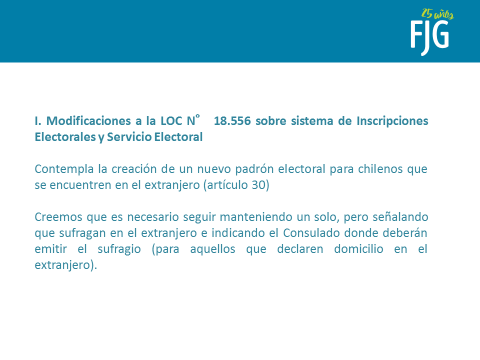 25 años
FJG
I. Modificaciones a la LOC N° 18.556 sobre sistema de Inscripciones
Electorales y Servicio Electoral
Contempla la creación de un nuevo padrón electoral para chilenos que
se encuentren en el extranjero (artículo 30)
Creemos que es necesario seguir manteniendo un solo, pero señalando
que sufragan en el extranjero e indicando el Consulado donde deberán
emitir el sufragio (para aquellos que declaren domicilio en el
extranjero).